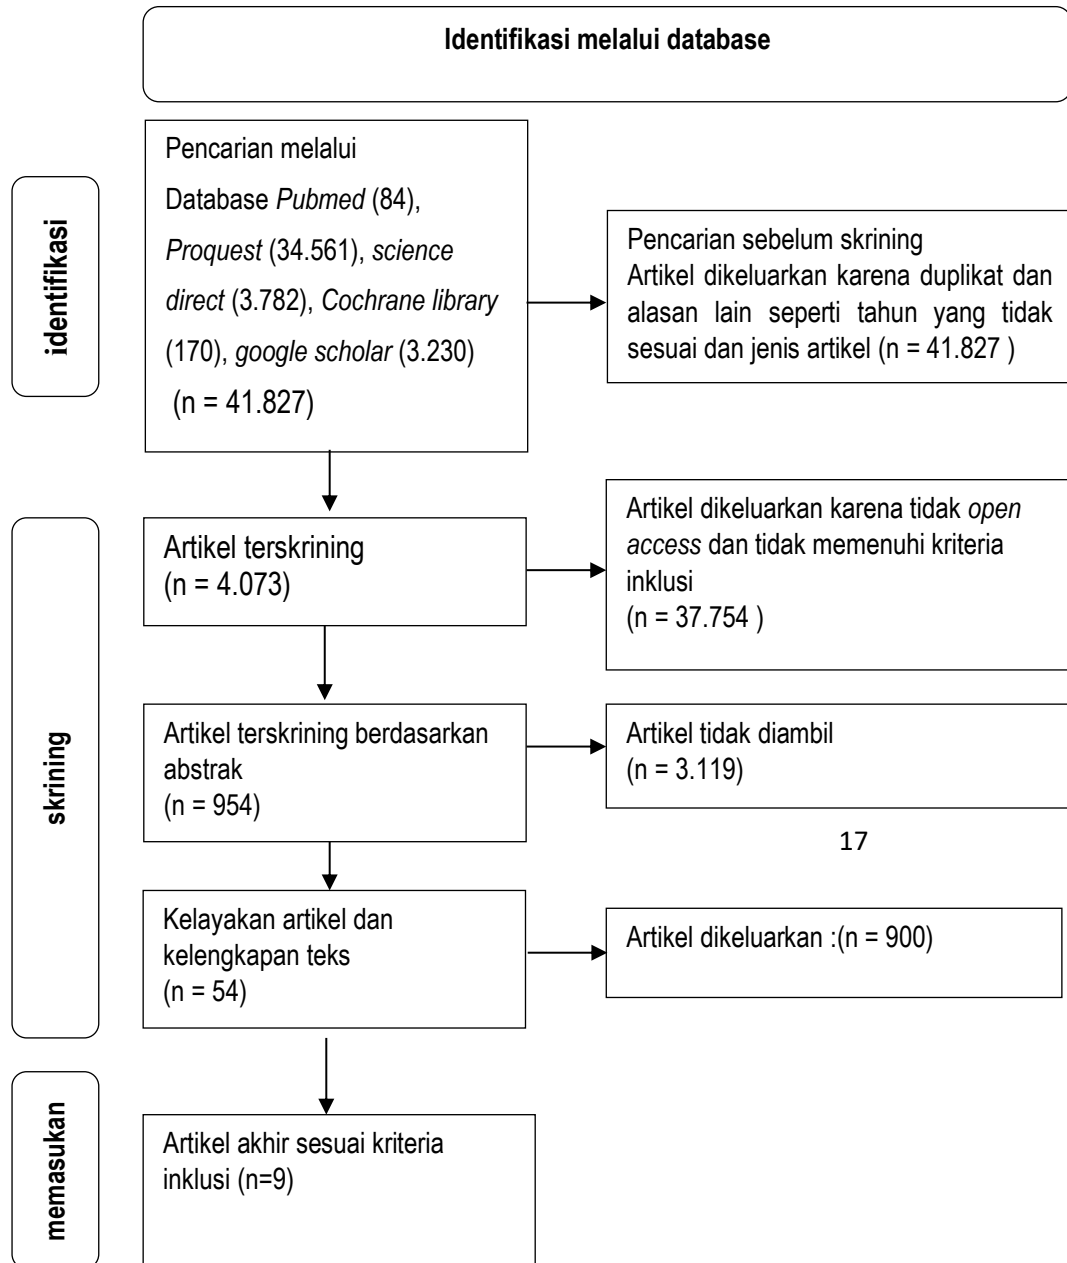 Identifikasi melalui database
identifikasi
Pencarian melalui
Database Pubmed (84),
Proquest (34.561), science
direct (3.782), Cochrane library
(170), google scholar (3.230)
(n = 41.827)
Pencarian sebelum skrining
Artikel dikeluarkan karena duplikat dan
alasan lain seperti tahun yang tidak
sesuai dan jenis artikel (n = 41.827 )
skrining
Artikel terskrining
(n = 4.073)
Artikel dikeluarkan karena tidak open
access dan tidak memenuhi kriteria
inklusi
(n = 37.754 )
Artikel terskrining berdasarkan
abstrak
(n = 954)
Artikel tidak diambil
(n = 3.119)
17
Kelayakan artikel dan
kelengkapan teks
(n = 54)
Artikel dikeluarkan :(n = 900)
memasukan
Artikel akhir sesuai kriteria
inklusi (n=9)